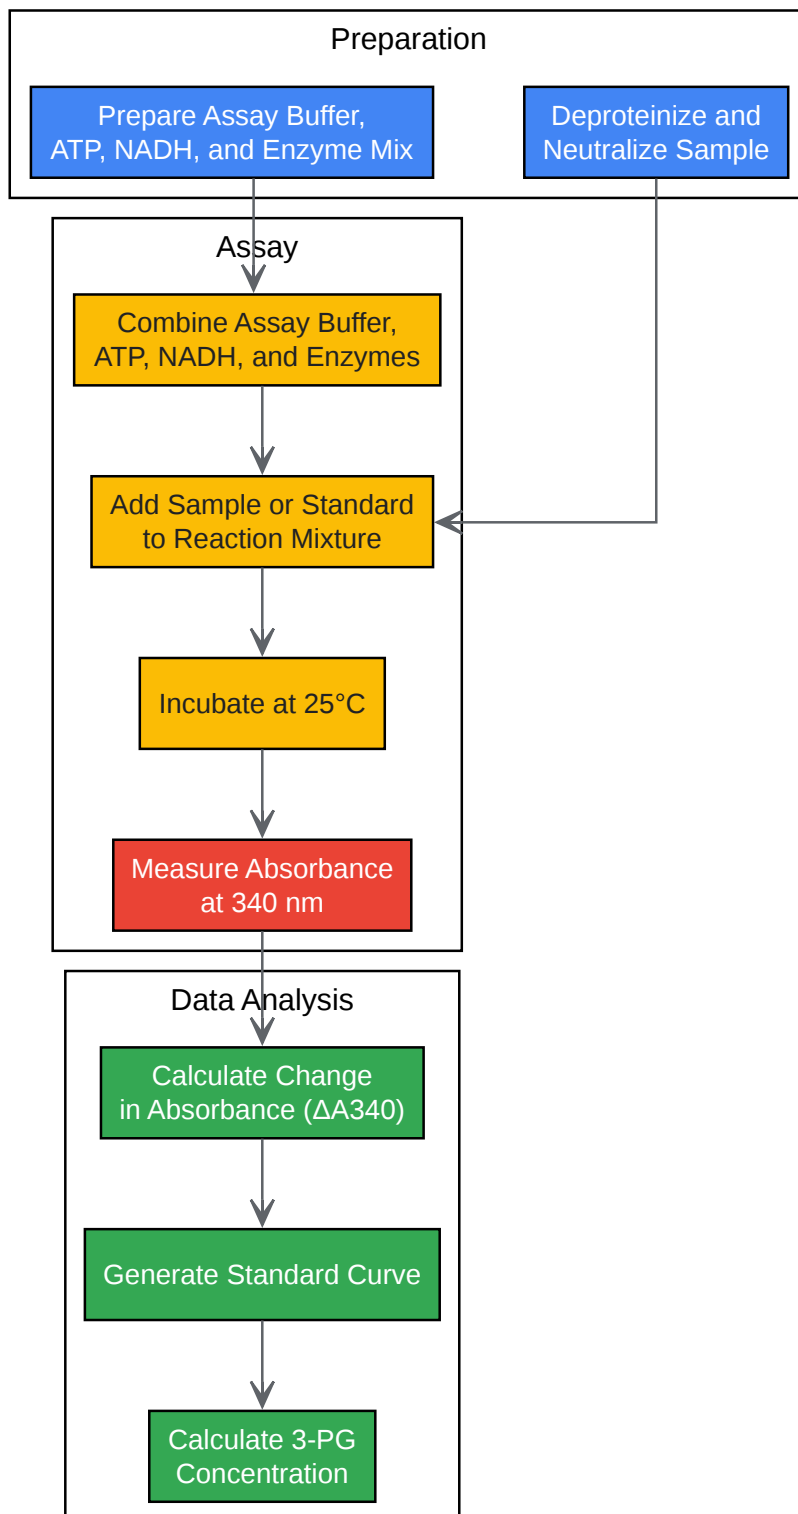 Preparation
Prepare Assay Buffer,
ATP, NADH, and Enzyme Mix
Deproteinize and
Neutralize Sample
Assay
Combine Assay Buffer,
ATP, NADH, and Enzymes
Add Sample or Standard
to Reaction Mixture
Incubate at 25°C
Measure Absorbance
at 340 nm
Data Analysis
Calculate Change
in Absorbance (ΔA340)
Generate Standard Curve
Calculate 3-PG
Concentration